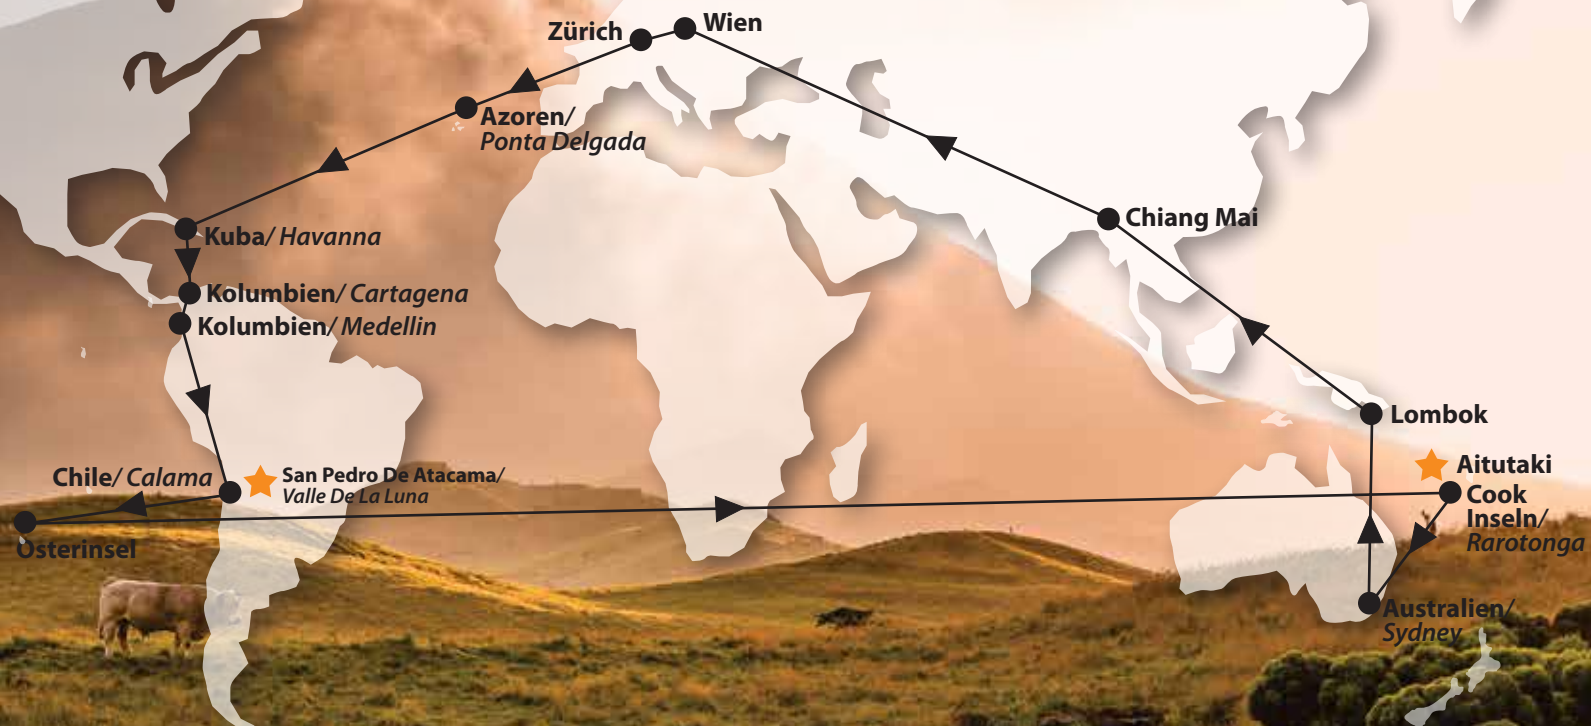 Wien
Zürich
Azoren/
Ponta Delgada
Kuba/ Havanna
Kolumbien/ Cartagena
Kolumbien/ Medellin
Chiang Mai
Lombok
Aitutaki
Cook
Inseln/
Rarotonga
Chile/ Calama
San Pedro De Atacama/
Valle De La Luna
Osterinsel
Australien/
Sydney